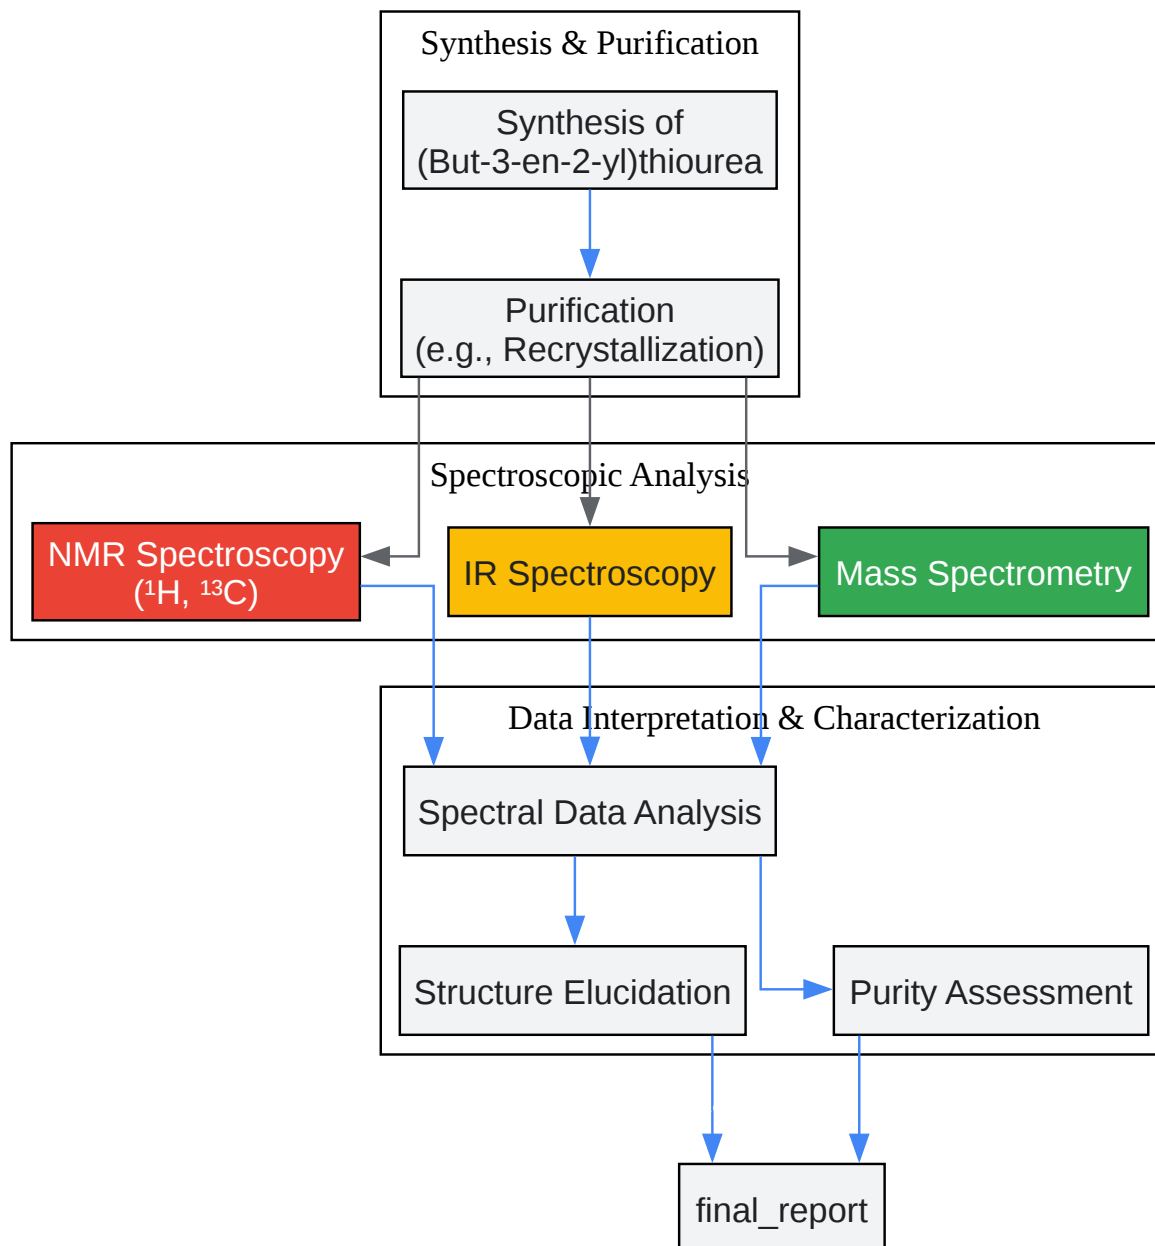 Synthesis & Purification
Synthesis of
(But-3-en-2-yl)thiourea
Purification
(e.g., Recrystallization)
Spectroscopic Analysis
NMR Spectroscopy
(¹H, ¹³C)
IR Spectroscopy
Mass Spectrometry
Data Interpretation & Characterization
Spectral Data Analysis
Structure Elucidation
Purity Assessment
final_report